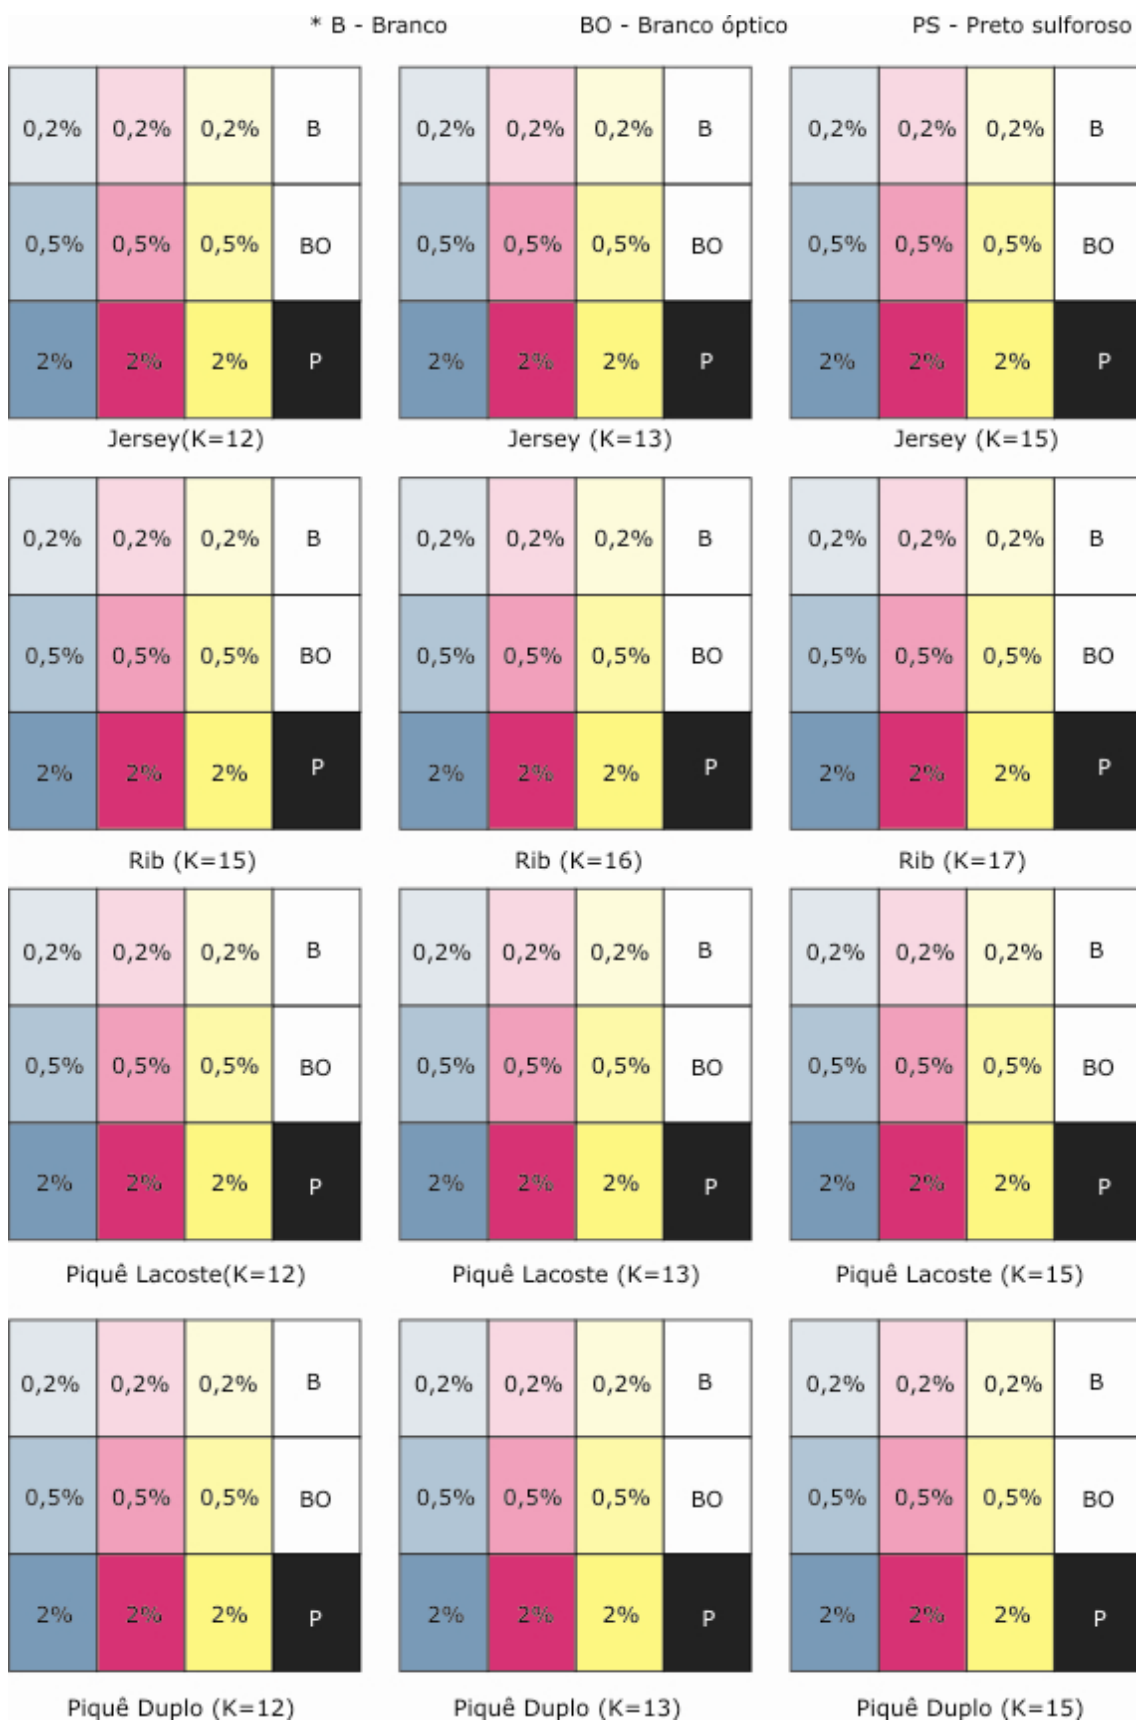 * B - Branco BO - Branco óptico PS - Preto sulforoso
0,2% 0,2% 0,2% B 0,2% 0,2% 0,2% B 0,2% 0,2% 0,2% B
0,5% 0,5% 0,5% BO 0,5% 0,5% 0,5% BO 0,5% 0,5% 0,5% BO
2% 2% 2% P 2% 2% 2% P 2% 2% 2% P
Jersey(K=12) Jersey (K=13) Jersey (K=15)
0,2% 0,2% 0,2% B 0,2% 0,2% 0,2% B 0,2% 0,2% 0,2% B
0,5% 0,5% 0,5% BO 0,5% 0,5% 0,5% BO 0,5% 0,5% 0,5% BO
2% 2% 2% P 2% 2% 2% P 2% 2% 2% P
Rib (K=15) Rib (K=16) Rib (K=17)
0,2% 0,2% 0,2% B 0,2% 0,2% 0,2% B 0,2% 0,2% 0,2% B
0,5% 0,5% 0,5% BO 0,5% 0,5% 0,5% BO 0,5% 0,5% 0,5% BO
2% 2% 2% P 2% 2% 2% P 2% 2% 2% P
Piquê Lacoste(K=12) Piquê Lacoste (K=13) Piquê Lacoste (K=15)
0,2% 0,2% 0,2% B 0,2% 0,2% 0,2% B 0,2% 0,2% 0,2% B
0,5% 0,5% 0,5% BO 0,5% 0,5% 0,5% BO 0,5% 0,5% 0,5% BO
2% 2% 2% P 2% 2% 2% P 2% 2% 2% P
Piquê Duplo (K=12) Piquê Duplo (K=13) Piquê Duplo (K=15)